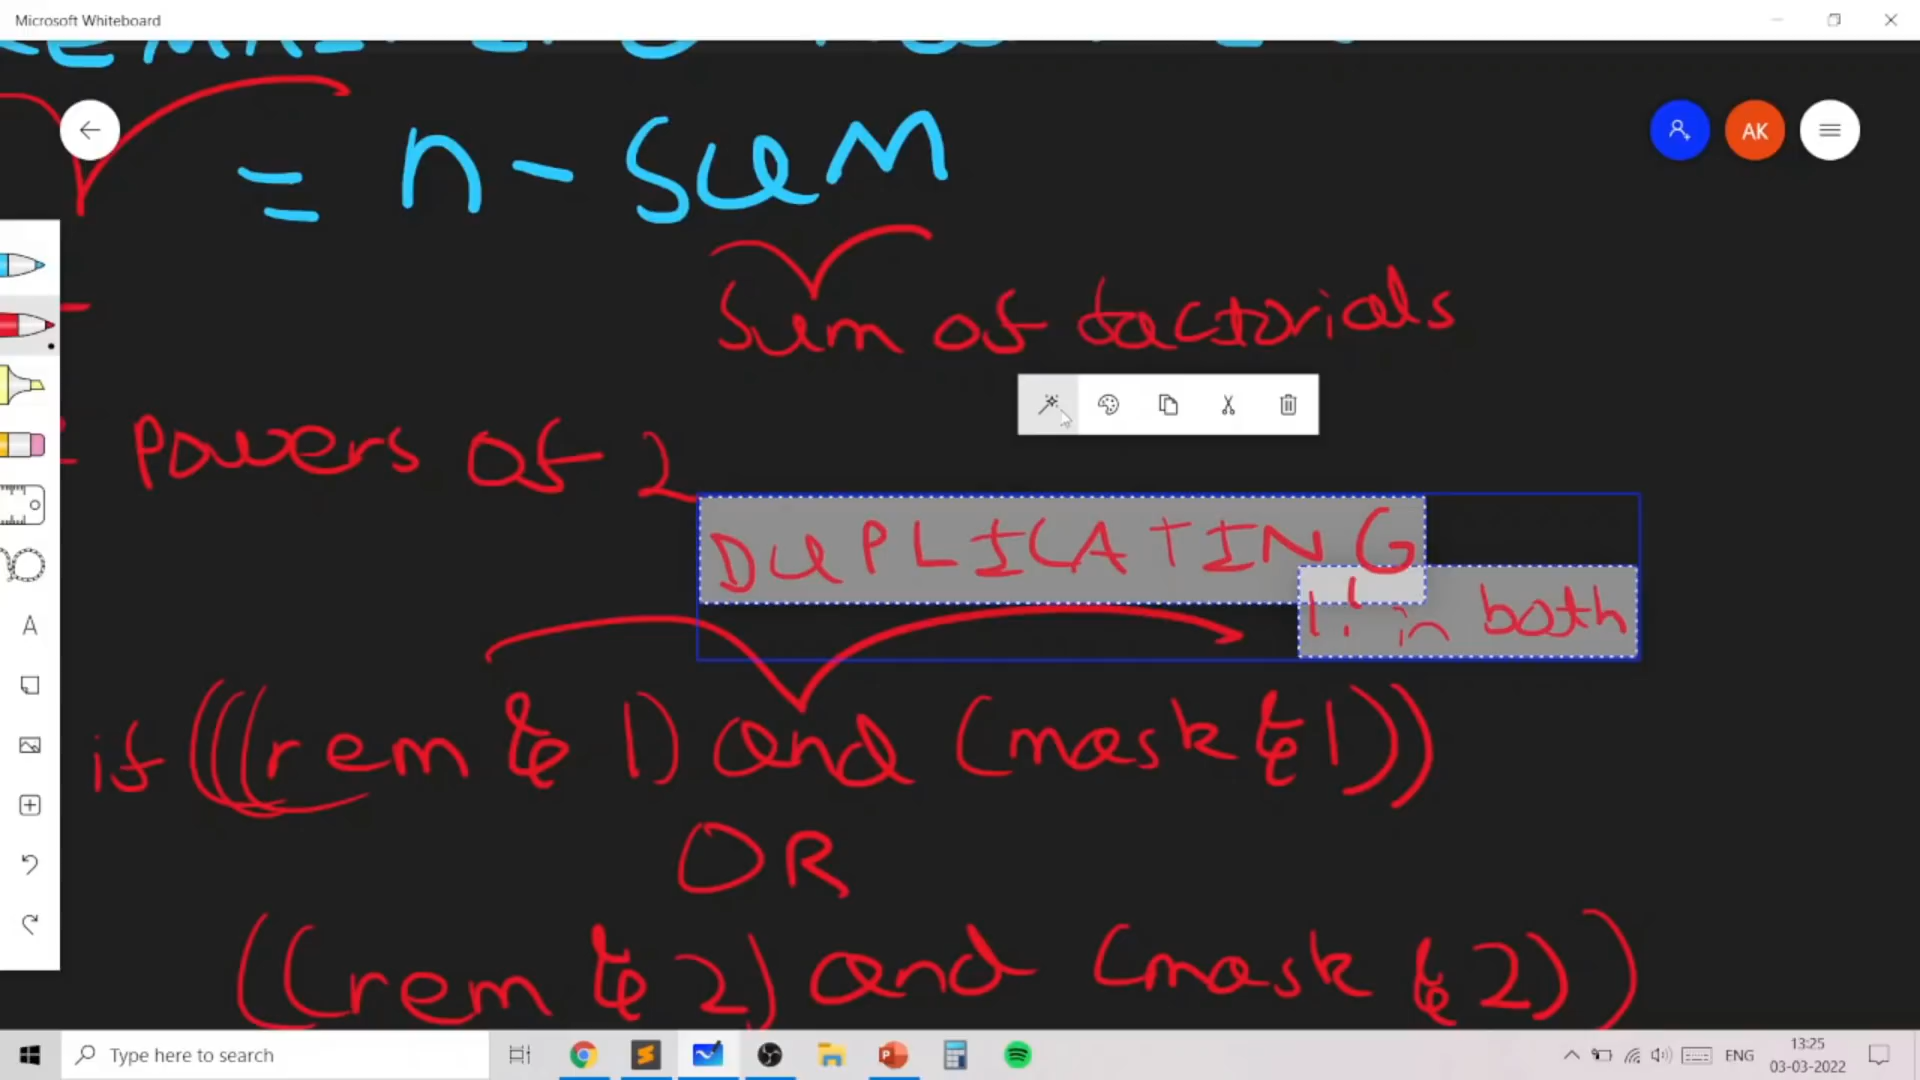 Microsoft Whiteboard
= n - SUM
AK
Sum of factorials
Powers of 2
DUPLICATING
1! in both
if (((rem & 1) and (mask & 1))
OR
((rem & 2) and (mask & 2))
A
Type here to search
ENG
13:25
03-03-2022